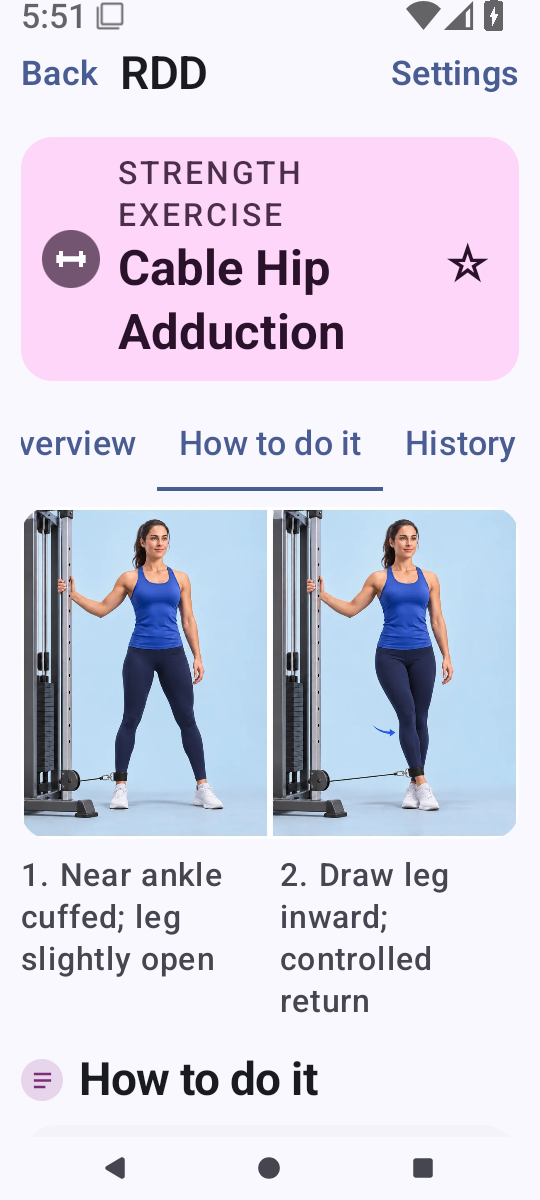 5:51
Back RDD Settings
STRENGTH
EXERCISE
Cable Hip
Adduction
verview How to do it History
1. Near ankle
cuffed; leg
slightly open
2. Draw leg
inward;
controlled
return
How to do it